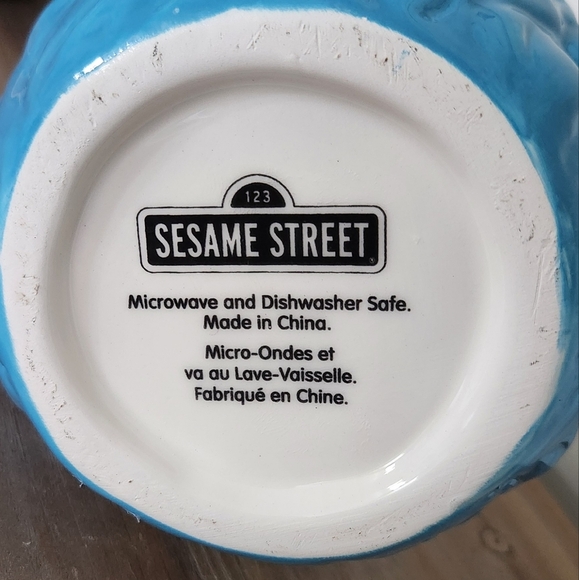 123
SESAME STREET
Microwave and Dishwasher Safe.
Made in China.
Micro-Ondes et
va au Lave-Vaisselle.
Fabriqué en Chine.